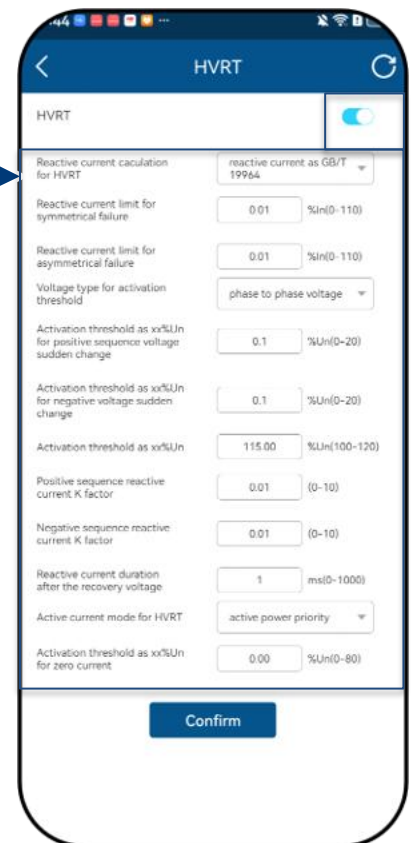 :44
HVRT
HVRT
Reactive current caculation
for HVRT
reactive current as GB/T
19964
Reactive current limit for
symmetrical failure
0.01 %In(0-110)
Reactive current limit for
asymmetrical failure
0.01 %In(0-110)
Voltage type for activation
threshold
phase to phase voltage
Activation threshold as xx%Un
for positive sequence voltage
sudden change
0.1 %Un(0-20)
Activation threshold as xx%Un
for negative voltage sudden
change
0.1 %Un(0-20)
Activation threshold as xx%Un 115.00 %Un(100-120)
Positive sequence reactive
current K factor
0.01 (0-10)
Negative sequence reactive
current K factor
0.01 (0-10)
Reactive current duration
after the recovery voltage
1 ms(0-1000)
Active current mode for HVRT active power priority
Activation threshold as xx%Un
for zero current
0.00 %Un(0-80)
Confirm